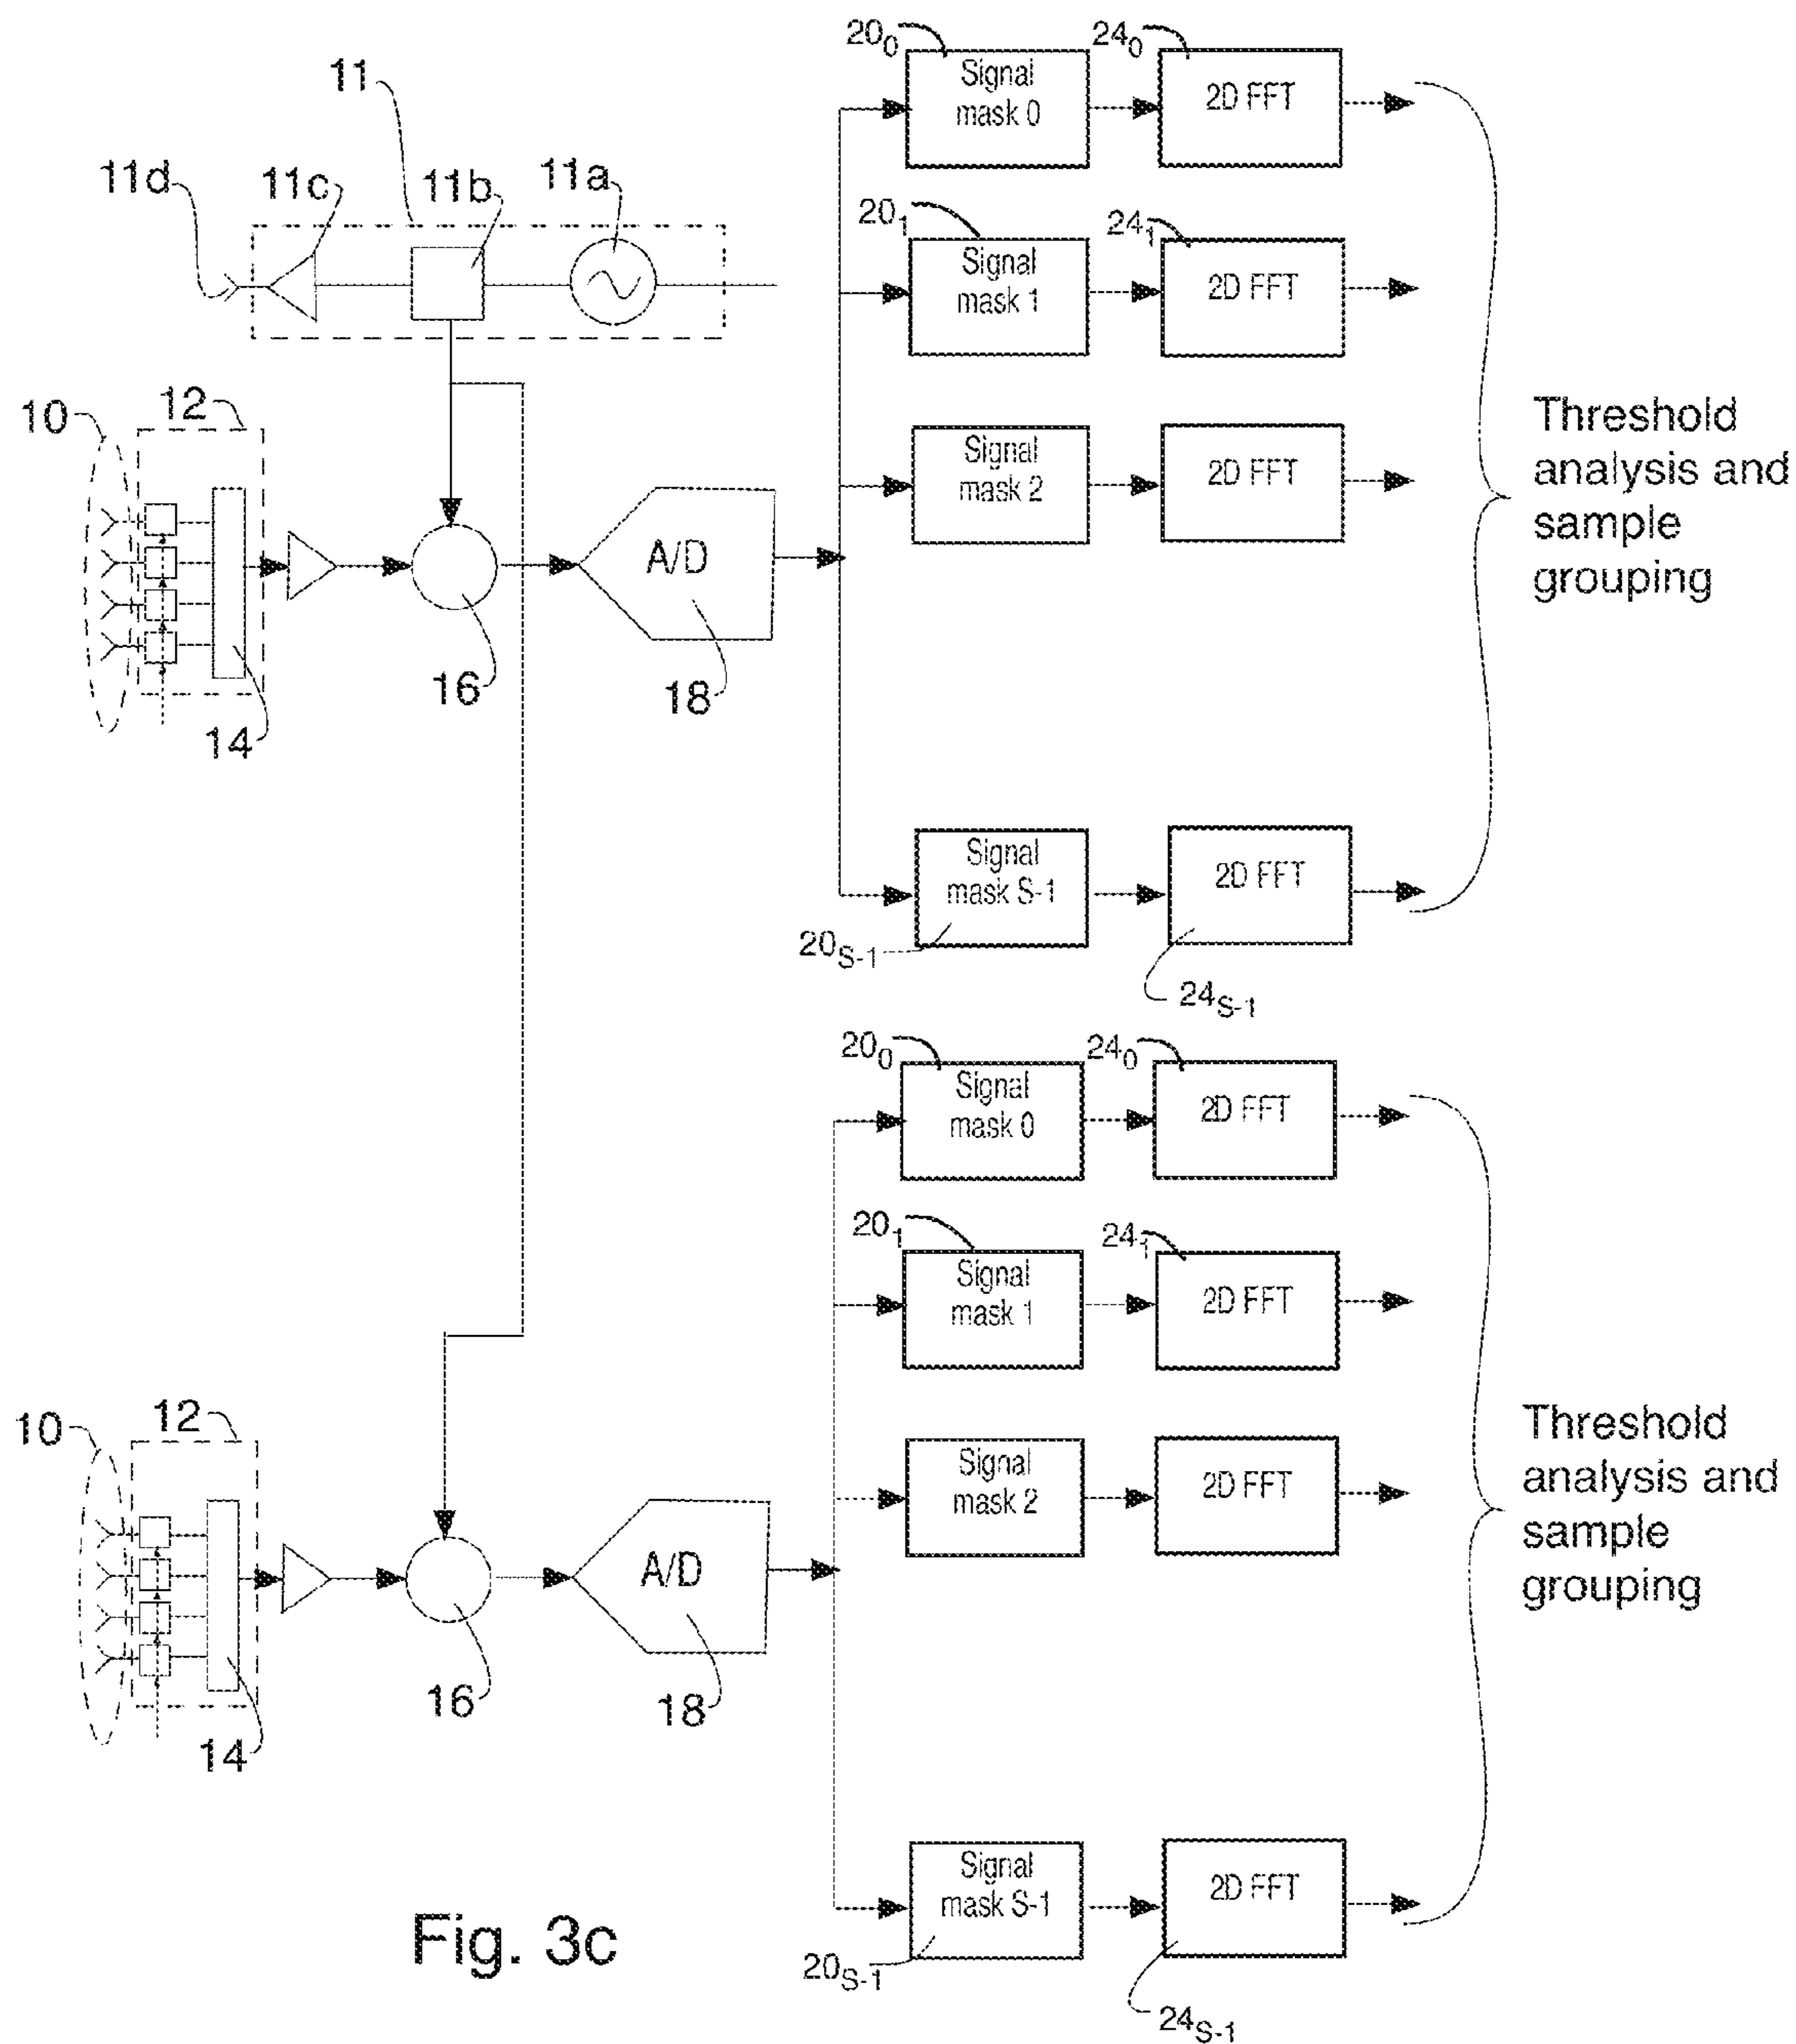 20₀
24₀
Signal
mask 0
2D FFT
11
11d
11c
11b
11a
20₁
24₁
Signal
mask 1
2D FFT
10
12
Signal
mask 2
2D FFT
Threshold
analysis and
sample
grouping
A/D
16
18
14
Signal
mask S-1
2D FFT
20S-1
24S-1
20₀
24₀
Signal
mask 0
2D FFT
20₁
24₁
Signal
mask 1
2D FFT
10
12
Signal
mask 2
2D FFT
Threshold
analysis and
sample
grouping
A/D
16
18
14
Signal
mask S-1
2D FFT
20S-1
24S-1
Fig. 3c